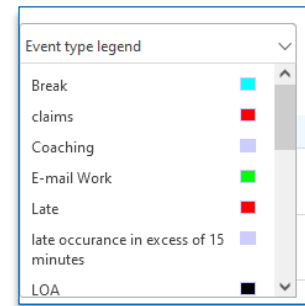 Event type legend
Break
claims
Coaching
E-mail Work
Late
late occurance in excess of 15
minutes
LOA